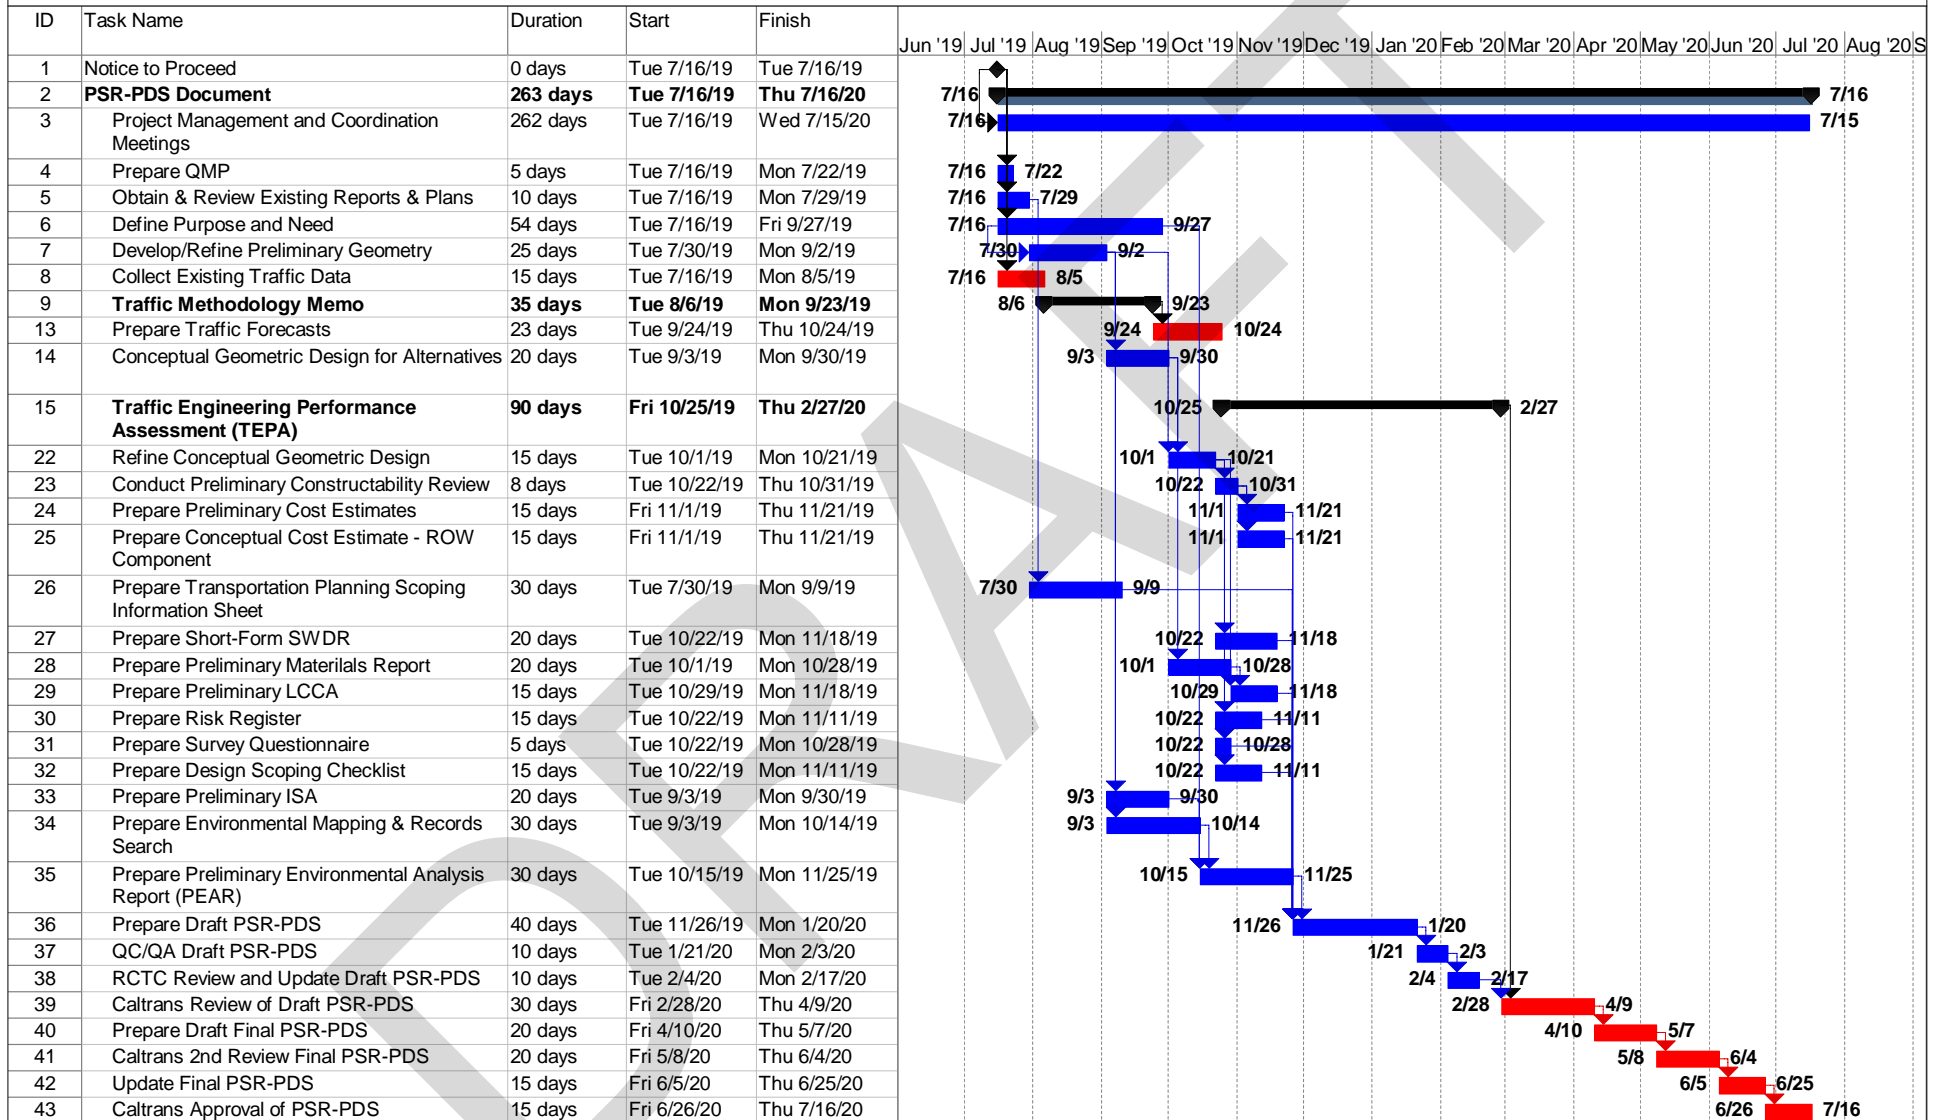 ID Task Name Duration Start Finish
Jun '19 Jul '19 Aug '19 Sep '19 Oct '19 Nov '19 Dec '19 Jan '20 Feb '20 Mar '20 Apr '20 May '20 Jun '20 Jul '20 Aug '20 S
1 Notice to Proceed 0 days Tue 7/16/19 Tue 7/16/19
2 PSR-PDS Document 263 days Tue 7/16/19 Thu 7/16/20 7/16 7/16
3 Project Management and Coordination 262 days Tue 7/16/19 Wed 7/15/20 7/16 7/15
Meetings
4 Prepare QMP 5 days Tue 7/16/19 Mon 7/22/19 7/16 7/22
5 Obtain & Review Existing Reports & Plans 10 days Tue 7/16/19 Mon 7/29/19 7/16 7/29
6 Define Purpose and Need 54 days Tue 7/16/19 Fri 9/27/19 7/16 9/27
7 Develop/Refine Preliminary Geometry 25 days Tue 7/30/19 Mon 9/2/19 7/30 9/2
8 Collect Existing Traffic Data 15 days Tue 7/16/19 Mon 8/5/19 7/16 8/5
9 Traffic Methodology Memo 35 days Tue 8/6/19 Mon 9/23/19 8/6 9/23
13 Prepare Traffic Forecasts 23 days Tue 9/24/19 Thu 10/24/19 9/24 10/24
14 Conceptual Geometric Design for Alternatives 20 days Tue 9/3/19 Mon 9/30/19 9/3 9/30
15 Traffic Engineering Performance 90 days Fri 10/25/19 Thu 2/27/20 10/25 2/27
Assessment (TEPA)
22 Refine Conceptual Geometric Design 15 days Tue 10/1/19 Mon 10/21/19 10/1 10/21
23 Conduct Preliminary Constructability Review 8 days Tue 10/22/19 Thu 10/31/19 10/22 10/31
24 Prepare Preliminary Cost Estimates 15 days Fri 11/1/19 Thu 11/21/19 11/1 11/21
25 Prepare Conceptual Cost Estimate - ROW 15 days Fri 11/1/19 Thu 11/21/19 11/1 11/21
Component
26 Prepare Transportation Planning Scoping 30 days Tue 7/30/19 Mon 9/9/19 7/30 9/9
Information Sheet
27 Prepare Short-Form SWDR 20 days Tue 10/22/19 Mon 11/18/19 10/22 11/18
28 Prepare Preliminary Materilals Report 20 days Tue 10/1/19 Mon 10/28/19 10/1 10/28
29 Prepare Preliminary LCCA 15 days Tue 10/29/19 Mon 11/18/19 10/29 11/18
30 Prepare Risk Register 15 days Tue 10/22/19 Mon 11/11/19 10/22 11/11
31 Prepare Survey Questionnaire 5 days Tue 10/22/19 Mon 10/28/19 10/22 10/28
32 Prepare Design Scoping Checklist 15 days Tue 10/22/19 Mon 11/11/19 10/22 11/11
33 Prepare Preliminary ISA 20 days Tue 9/3/19 Mon 9/30/19 9/3 9/30
34 Prepare Environmental Mapping & Records 30 days Tue 9/3/19 Mon 10/14/19 9/3 10/14
Search
35 Prepare Preliminary Environmental Analysis 30 days Tue 10/15/19 Mon 11/25/19 10/15 11/25
Report (PEAR)
36 Prepare Draft PSR-PDS 40 days Tue 11/26/19 Mon 1/20/20 11/26 1/20
37 QC/QA Draft PSR-PDS 10 days Tue 1/21/20 Mon 2/3/20 1/21 2/3
38 RCTC Review and Update Draft PSR-PDS 10 days Tue 2/4/20 Mon 2/17/20 2/4 2/17
39 Caltrans Review of Draft PSR-PDS 30 days Fri 2/28/20 Thu 4/9/20 2/28 4/9
40 Prepare Draft Final PSR-PDS 20 days Fri 4/10/20 Thu 5/7/20 4/10 5/7
41 Caltrans 2nd Review Final PSR-PDS 20 days Fri 5/8/20 Thu 6/4/20 5/8 6/4
42 Update Final PSR-PDS 15 days Fri 6/5/20 Thu 6/25/20 6/5 6/25
43 Caltrans Approval of PSR-PDS 15 days Fri 6/26/20 Thu 7/16/20 6/26 7/16
DRAFT